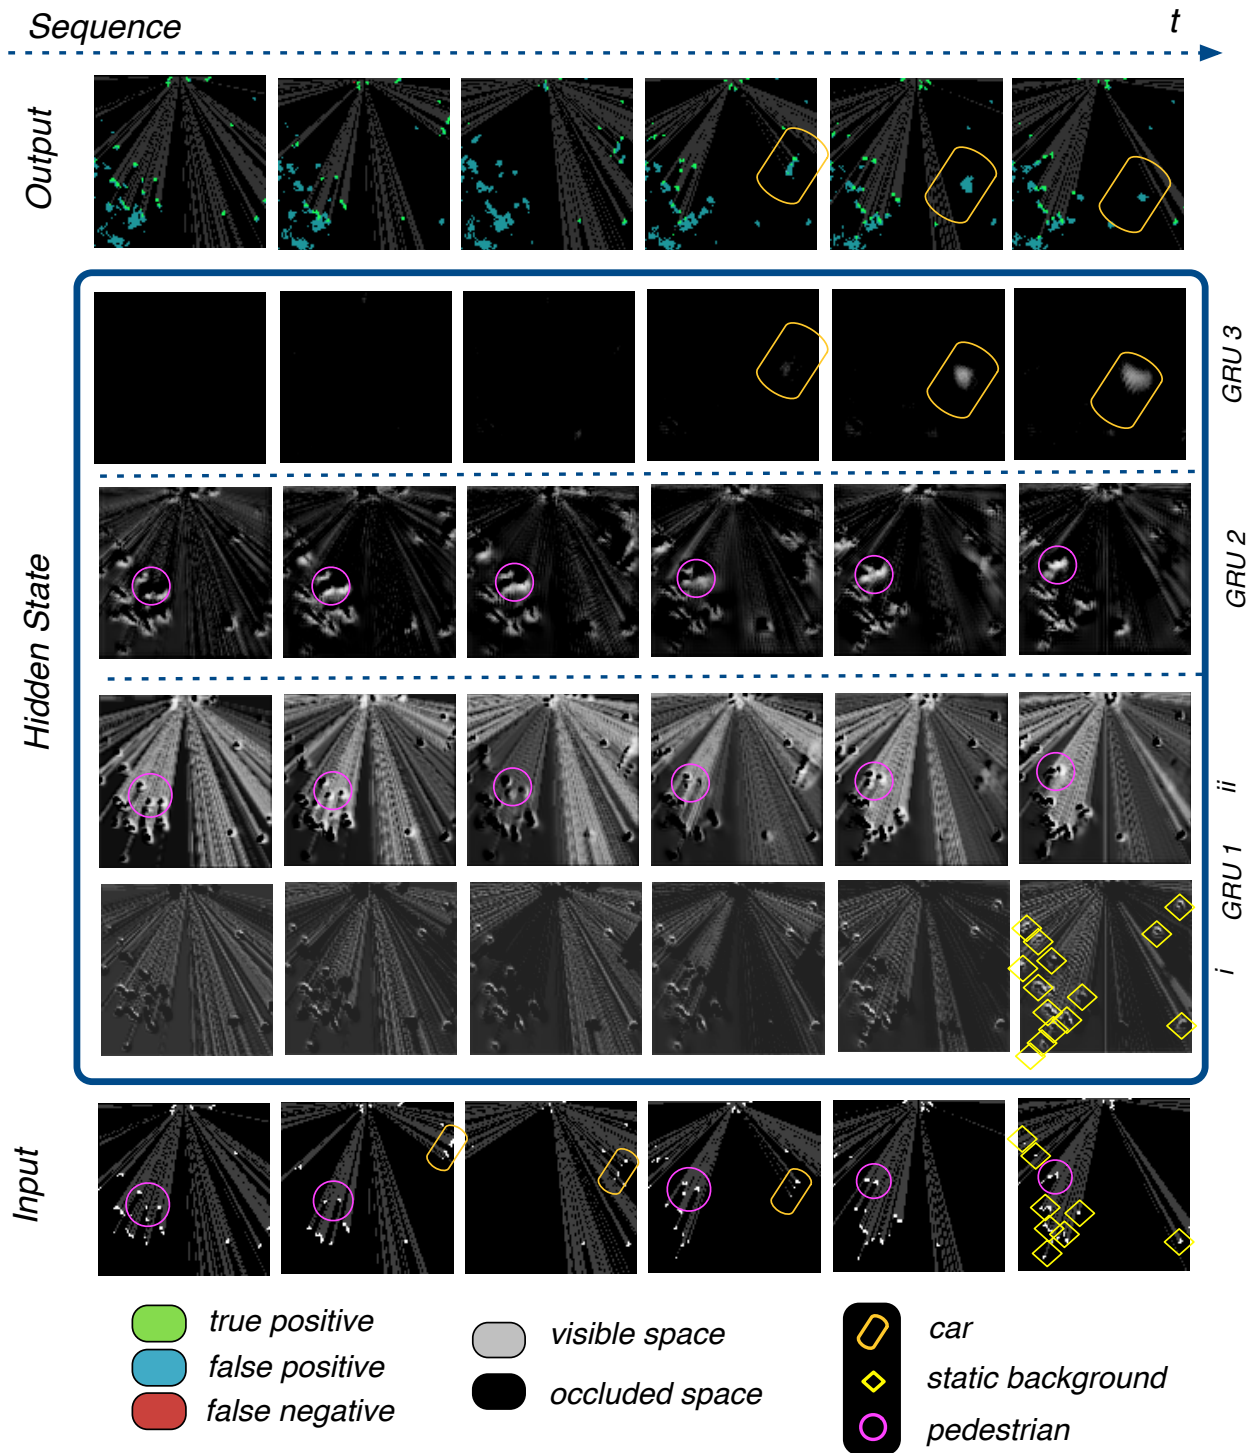 Sequence
t
Output
GRU 3
Hidden State
GRU 2
ii
GRU 1
i
Input
true positive
false positive
false negative
visible space
occluded space
car
static background
pedestrian